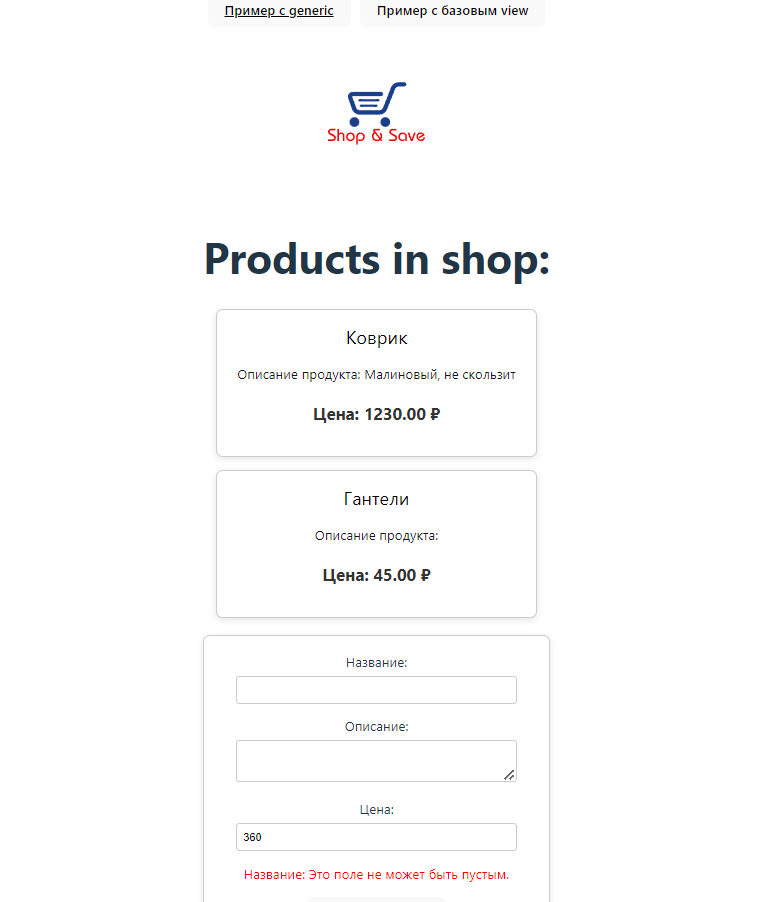 Пример с generic
Пример с базовым view
Shop & Save
Products in shop:
Коврик
Описание продукта: Малиновый, не скользит
Цена: 1230.00 ₽
Гантели
Описание продукта:
Цена: 45.00 ₽
Название:
Описание:
Цена:
360
Название: Это поле не может быть пустым.